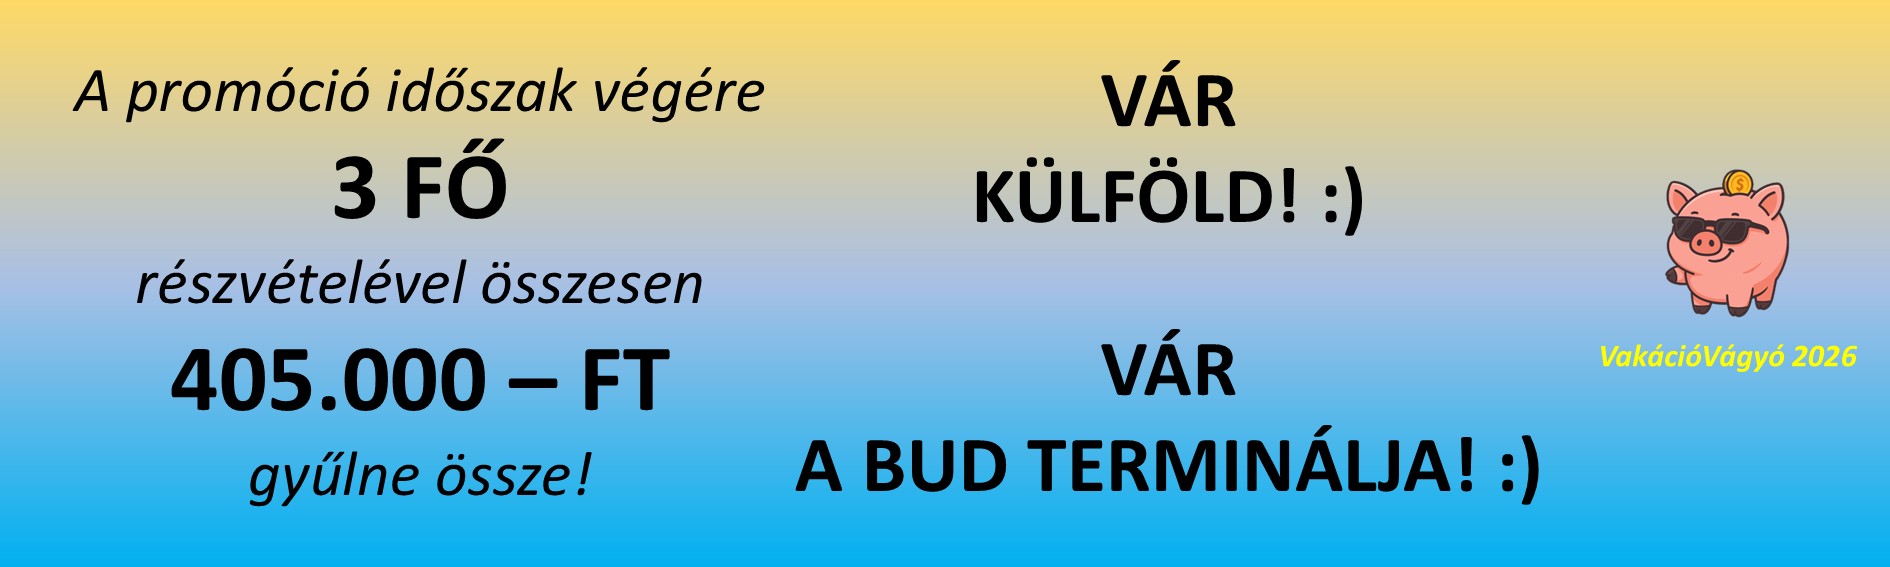 A promóció időszak végére
3 FŐ
részvételével összesen
405.000 – FT
gyűlne össze!
VÁR
KÜLFÖLD! :)
VÁR
A BUD TERMINÁLJA! :)
$
VakációVágyó 2026